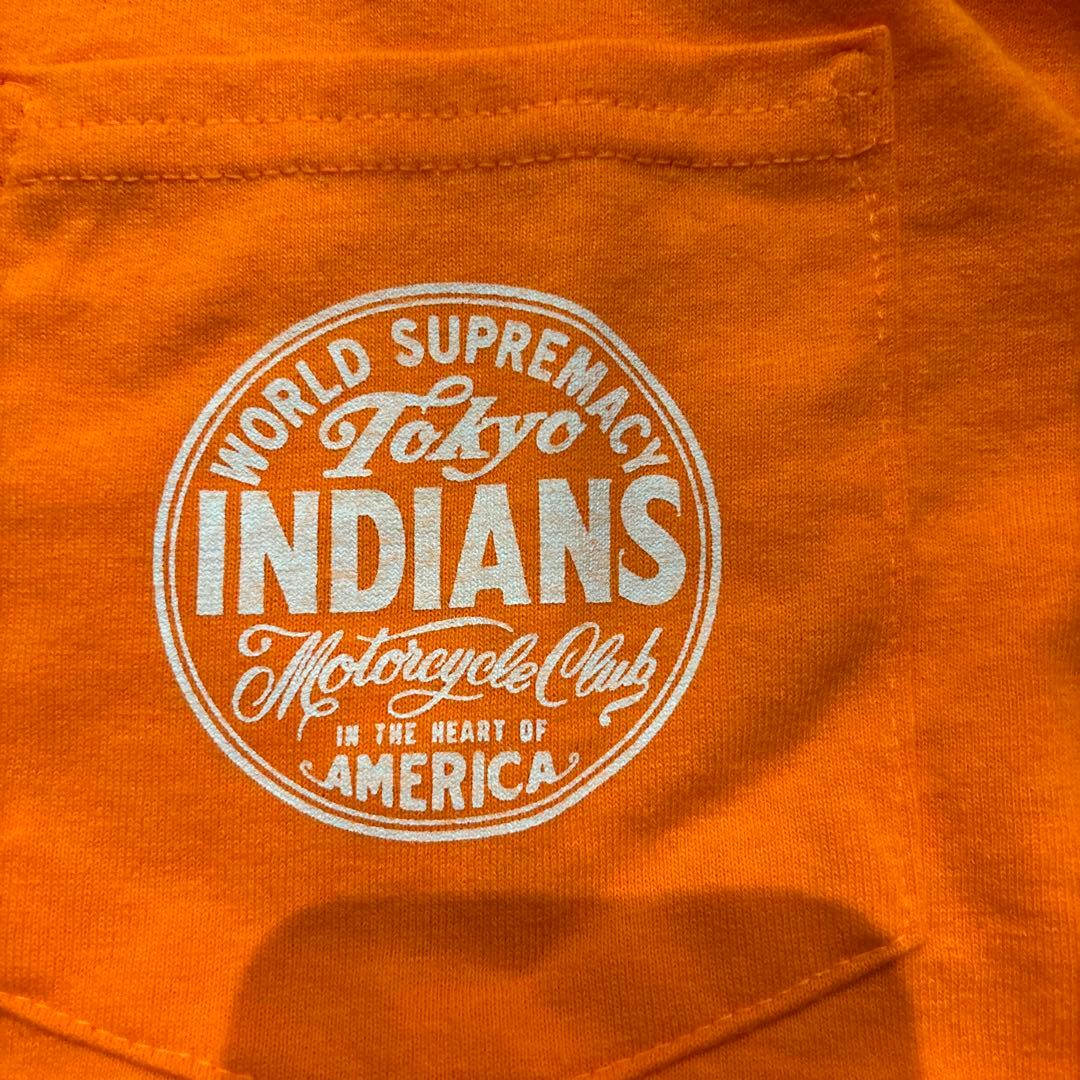 WORLD SUPREMACY
Tokyo
INDIANS
Motorcycle Club
IN THE HEART OF
AMERICA